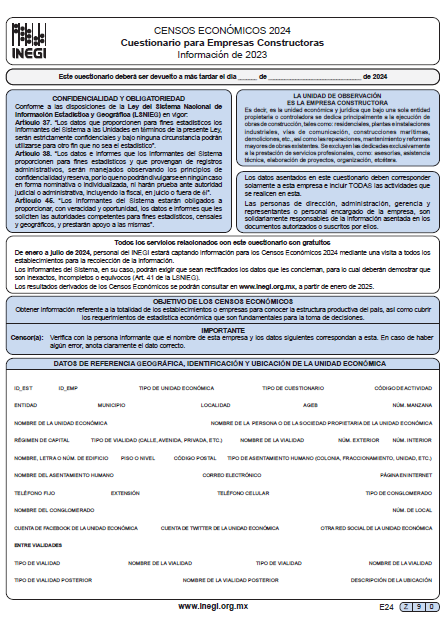 CENSOS ECONÓMICOS 2024
Cuestionario para Empresas Constructoras
Información de 2023
INEGI
Este cuestionario deberá ser devuelto a más tardar el día _____ de _________________________ de 2024
CONFIDENCIALIDAD Y OBLIGATORIEDAD
Conforme a las disposiciones de la Ley del Sistema Nacional de
Información Estadística y Geográfica (LSNIEG) en vigor:
Artículo 37. "Los datos que proporcionen para fines estadísticos los
Informantes del Sistema a las Unidades en términos de la presente Ley,
serán estrictamente confidenciales y bajo ninguna circunstancia podrán
utilizarse para otro fin que no sea el estadístico".
Artículo 38. "Los datos e informes que los Informantes del Sistema
proporcionen para fines estadísticos y que provengan de registros
administrativos, serán manejados observando los principios de
confidencialidad y reserva, por lo que no podrán divulgarse en ningún caso
en forma nominativa o individualizada, ni harán prueba ante autoridad
judicial o administrativa, incluyendo la fiscal, en juicio o fuera de él".
Artículo 45. "Los Informantes del Sistema estarán obligados a
proporcionar, con veracidad y oportunidad, los datos e informes que les
soliciten las autoridades competentes para fines estadísticos, censales
y geográficos, y prestarán apoyo a las mismas".
LA UNIDAD DE OBSERVACIÓN
ES LA EMPRESA CONSTRUCTORA
Es decir, es la unidad económica y jurídica que bajo una sola entidad
propietaria o controladora se dedica principalmente a la ejecución de
obras de construcción, tales como: residenciales, plantas e instalaciones
industriales, vías de comunicación, construcciones marítimas,
demoliciones, etc., así como las reparaciones, mantenimiento y reformas
mayores de obras existentes. Se excluyen las dedicadas exclusivamente
a la prestación de servicios profesionales, como: asesorías, asistencia
técnica, elaboración de proyectos, organización, etcétera.
Los datos asentados en este cuestionario deben corresponder
solamente a esta empresa e incluir TODAS las actividades que
se realicen en esta.
Las personas de dirección, administración, gerencia y
representantes o personal encargado de la empresa, son
solidariamente responsables de la información asentada en los
documentos autorizados o suscritos por ellos.
Todos los servicios relacionados con este cuestionario son gratuitos
De enero a julio de 2024, personal del INEGI estará captando información para los Censos Económicos 2024 mediante una visita a todos los
establecimientos para la recolección de la información.
Los informantes del Sistema, en su caso, podrán exigir que sean rectificados los datos que les conciernan, para lo cual deberán demostrar que
son inexactos, incompletos o equívocos (Art. 41 de la LSNIEG).
Los resultados derivados de los Censos Económicos se podrán consultar en www.inegi.org.mx, a partir de enero de 2025.
OBJETIVO DE LOS CENSOS ECONÓMICOS
Obtener información referente a la totalidad de los establecimientos o empresas para conocer la estructura productiva del país, así como cubrir
los requerimientos de estadística económica que son fundamentales para la toma de decisiones.
IMPORTANTE
Censor(a): Verifica con la persona informante que el nombre de esta empresa y los datos siguientes correspondan a esta. En caso de haber
algún error, anota claramente el dato correcto.
DATOS DE REFERENCIA GEOGRÁFICA, IDENTIFICACIÓN Y UBICACIÓN DE LA UNIDAD ECONÓMICA
ID_EST ID_EMP TIPO DE UNIDAD ECONÓMICA TIPO DE CUESTIONARIO CÓDIGO DE ACTIVIDAD
ENTIDAD MUNICIPIO LOCALIDAD AGEB NÚM. MANZANA
NOMBRE DE LA UNIDAD ECONÓMICA NOMBRE DE LA PERSONA O DE LA SOCIEDAD PROPIETARIA DE LA UNIDAD ECONÓMICA
RÉGIMEN DE CAPITAL TIPO DE VIALIDAD (CALLE, AVENIDA, PRIVADA, ETC.) NOMBRE DE LA VIALIDAD NÚM. EXTERIOR NÚM. INTERIOR
NOMBRE, LETRA O NÚM. DE EDIFICIO PISO O NIVEL CÓDIGO POSTAL TIPO DE ASENTAMIENTO HUMANO (COLONIA, FRACCIONAMIENTO, UNIDAD, ETC.)
NOMBRE DEL ASENTAMIENTO HUMANO CORREO ELECTRÓNICO PÁGINA EN INTERNET
TELÉFONO FIJO EXTENSIÓN TELÉFONO CELULAR TIPO DE CONGLOMERADO
NOMBRE DEL CONGLOMERADO NÚM. DE LOCAL
CUENTA DE FACEBOOK DE LA UNIDAD ECONÓMICA CUENTA DE TWITTER DE LA UNIDAD ECONÓMICA OTRA RED SOCIAL DE LA UNIDAD ECONÓMICA
ENTRE VIALIDADES
TIPO DE VIALIDAD NOMBRE DE LA VIALIDAD TIPO DE VIALIDAD NOMBRE DE LA VIALIDAD
TIPO DE VIALIDAD POSTERIOR NOMBRE DE LA VIALIDAD POSTERIOR DESCRIPCIÓN DE LA UBICACIÓN
www.inegi.org.mx
E24 Z 9 0